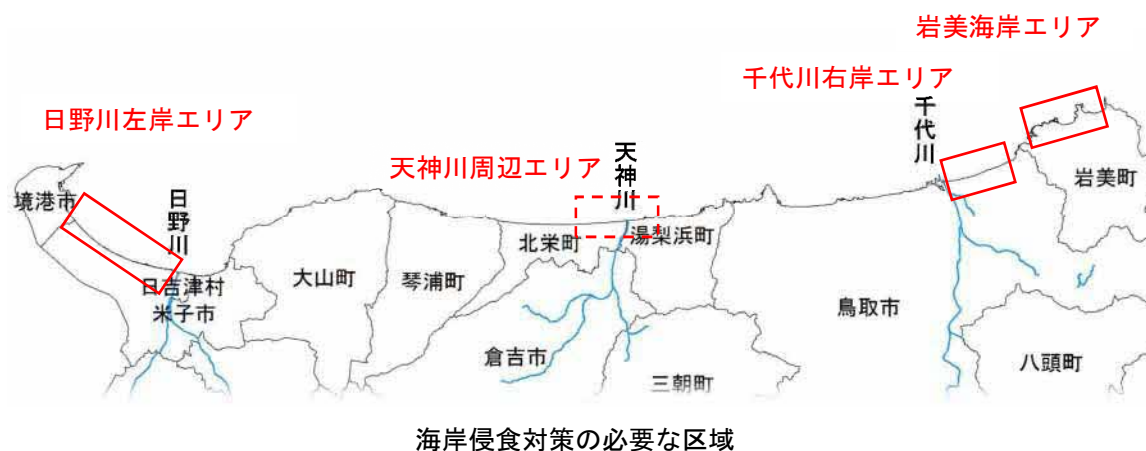 岩美海岸エリア
千代川右岸エリア
日野川左岸エリア
天神川周辺エリア
千代川
天神川
日野川
境港市
岩美町
北栄町
湯梨浜町
大山町
琴浦町
日吉津村
米子市
鳥取市
倉吉市
三朝町
八頭町
海岸侵食対策の必要な区域